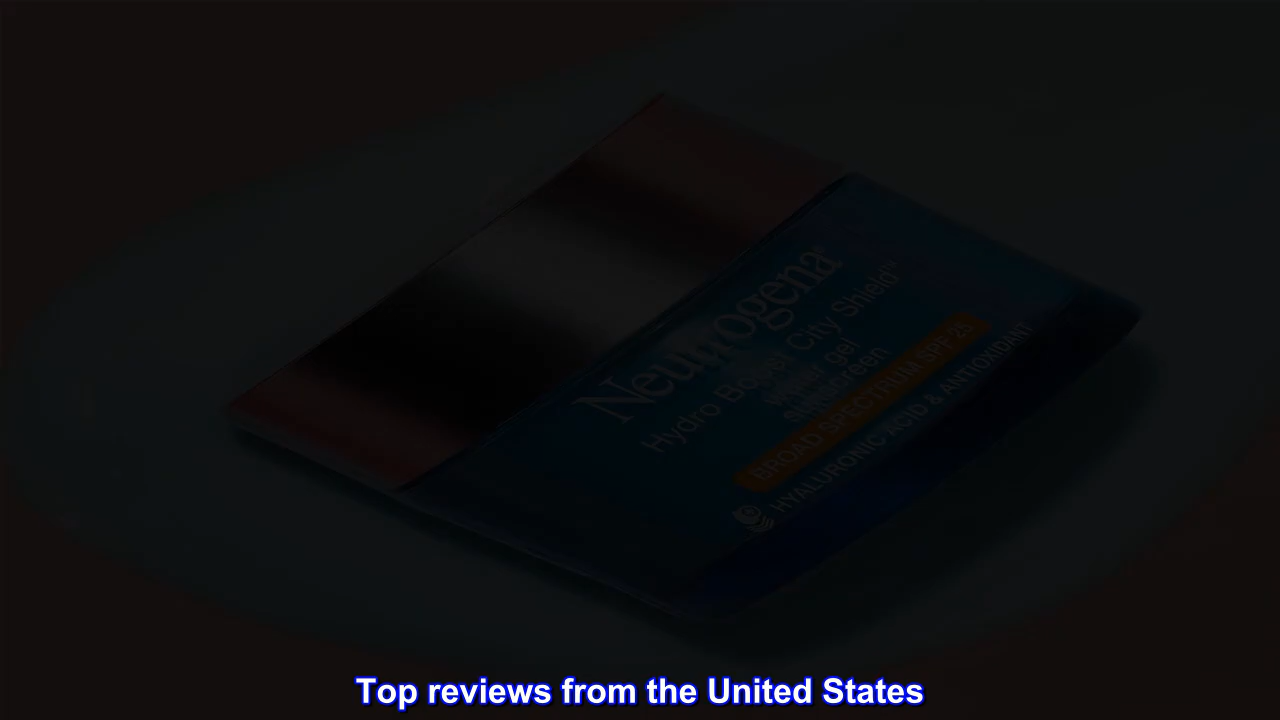 Neutrogena®
Hydro Boost City Shield™
water gel
sunscreen
BROAD SPECTRUM SPF 25
HYALURONIC ACID & ANTIOXIDANT
Top reviews from the United States